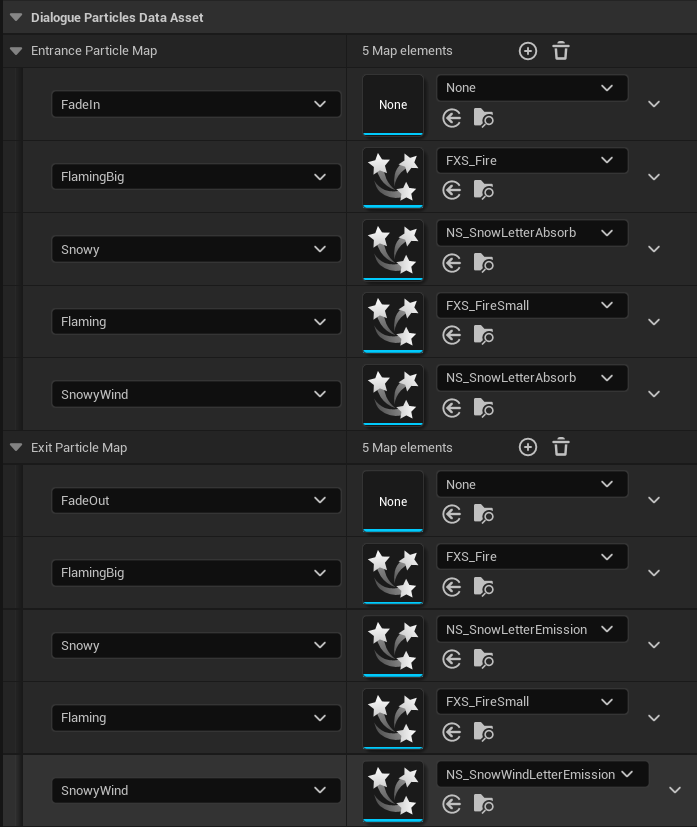 Dialogue Particles Data Asset
Entrance Particle Map 5 Map elements
FadeIn None None
FlamingBig FXS_Fire
Snowy NS_SnowLetterAbsorb
Flaming FXS_FireSmall
SnowyWind NS_SnowLetterAbsorb
Exit Particle Map 5 Map elements
FadeOut None None
FlamingBig FXS_Fire
Snowy NS_SnowLetterEmission
Flaming FXS_FireSmall
SnowyWind NS_SnowWindLetterEmission